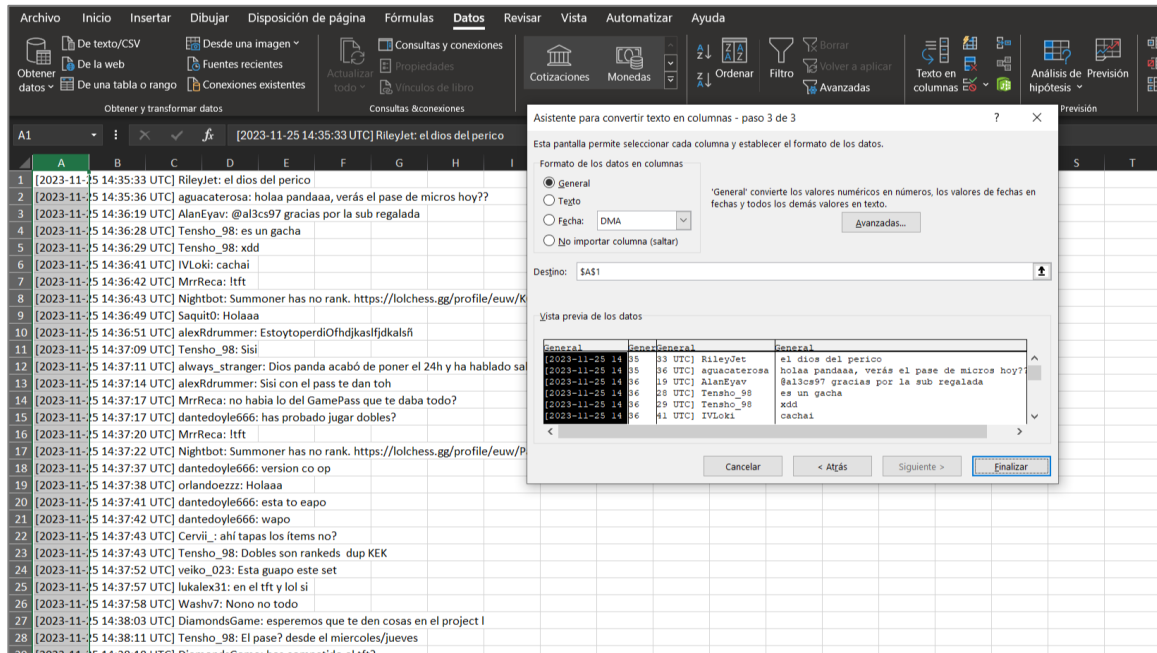 Archivo Inicio Insertar Dibujar Disposición de página Fórmulas Datos Revisar Vista Automatizar Ayuda
Obtener datos
De texto/CSV
De la web
De una tabla o rango
Desde una imagen
Fuentes recientes
Conexiones existentes
Obtener y transformar datos
Actualizar todo
Consultas y conexiones
Propiedades
Vínculos de libro
Consultas &conexiones
Cotizaciones Monedas
Ordenar
Filtro
Borrar
Volver a aplicar
Avanzadas
Texto en columnas
Análisis de hipótesis
Previsión
Previsión
A1 fx [2023-11-25 14:35:33 UTC] RileyJet: el dios del perico
A B C D E F G H I S T
1 [2023-11-25 14:35:33 UTC] RileyJet: el dios del perico
2 [2023-11-25 14:35:36 UTC] aguacaterosa: holaa pandaaa, verás el pase de micros hoy??
3 [2023-11-25 14:36:19 UTC] AlanEyav: @al3cs97 gracias por la sub regalada
4 [2023-11-25 14:36:28 UTC] Tensho_98: es un gacha
5 [2023-11-25 14:36:29 UTC] Tensho_98: xdd
6 [2023-11-25 14:36:41 UTC] IVLoki: cachai
7 [2023-11-25 14:36:42 UTC] MrrReca: !tft
8 [2023-11-25 14:36:43 UTC] Nightbot: Summoner has no rank. https://lolchess.gg/profile/euw/K
9 [2023-11-25 14:36:49 UTC] Saquit0: Holaaa
10 [2023-11-25 14:36:51 UTC] alexRdrummer: EstoytoperdiOfhdjkaslfjdkalsñ
11 [2023-11-25 14:37:09 UTC] Tensho_98: Sisi
12 [2023-11-25 14:37:11 UTC] always_stranger: Dios panda acabó de poner el 24h y ha hablado sal
13 [2023-11-25 14:37:14 UTC] alexRdrummer: Sisi con el pass te dan toh
14 [2023-11-25 14:37:17 UTC] MrrReca: no habia lo del GamePass que te daba todo?
15 [2023-11-25 14:37:17 UTC] dantedoyle666: has probado jugar dobles?
16 [2023-11-25 14:37:20 UTC] MrrReca: !tft
17 [2023-11-25 14:37:22 UTC] Nightbot: Summoner has no rank. https://lolchess.gg/profile/euw/P
18 [2023-11-25 14:37:37 UTC] dantedoyle666: version co op
19 [2023-11-25 14:37:38 UTC] orlandoezzz: Holaaa
20 [2023-11-25 14:37:41 UTC] dantedoyle666: esta to eapo
21 [2023-11-25 14:37:42 UTC] dantedoyle666: wapo
22 [2023-11-25 14:37:43 UTC] Cervii_: ahí tapas los ítems no?
23 [2023-11-25 14:37:43 UTC] Tensho_98: Dobles son rankeds dup KEK
24 [2023-11-25 14:37:52 UTC] veiko_023: Esta guapo este set
25 [2023-11-25 14:37:57 UTC] lukalex31: en el tft y lol si
26 [2023-11-25 14:37:58 UTC] Washv7: Nono no todo
27 [2023-11-25 14:38:03 UTC] DiamondsGame: esperemos que te den cosas en el project l
28 [2023-11-25 14:38:11 UTC] Tensho_98: El pase? desde el miercoles/jueves
Asistente para convertir texto en columnas - paso 3 de 3 ?
Esta pantalla permite seleccionar cada columna y establecer el formato de los datos.
Formato de los datos en columnas
General
Texto
Fecha: DMA
No importar columna (saltar)
'General' convierte los valores numéricos en números, los valores de fechas en
fechas y todos los demás valores en texto.
Avanzadas...
Destino: $A$1
Vista previa de los datos
General GenerGeneral General
[2023-11-25 14 35 33 UTC] RileyJet el dios del perico
[2023-11-25 14 35 36 UTC] aguacaterosa holaa pandaaa, verás el pase de micros hoy??
[2023-11-25 14 36 19 UTC] AlanEyav @al3cs97 gracias por la sub regalada
[2023-11-25 14 36 28 UTC] Tensho_98 es un gacha
[2023-11-25 14 36 29 UTC] Tensho_98 xdd
[2023-11-25 14 36 41 UTC] IVLoki cachai
Cancelar < Atrás Siguiente > Finalizar